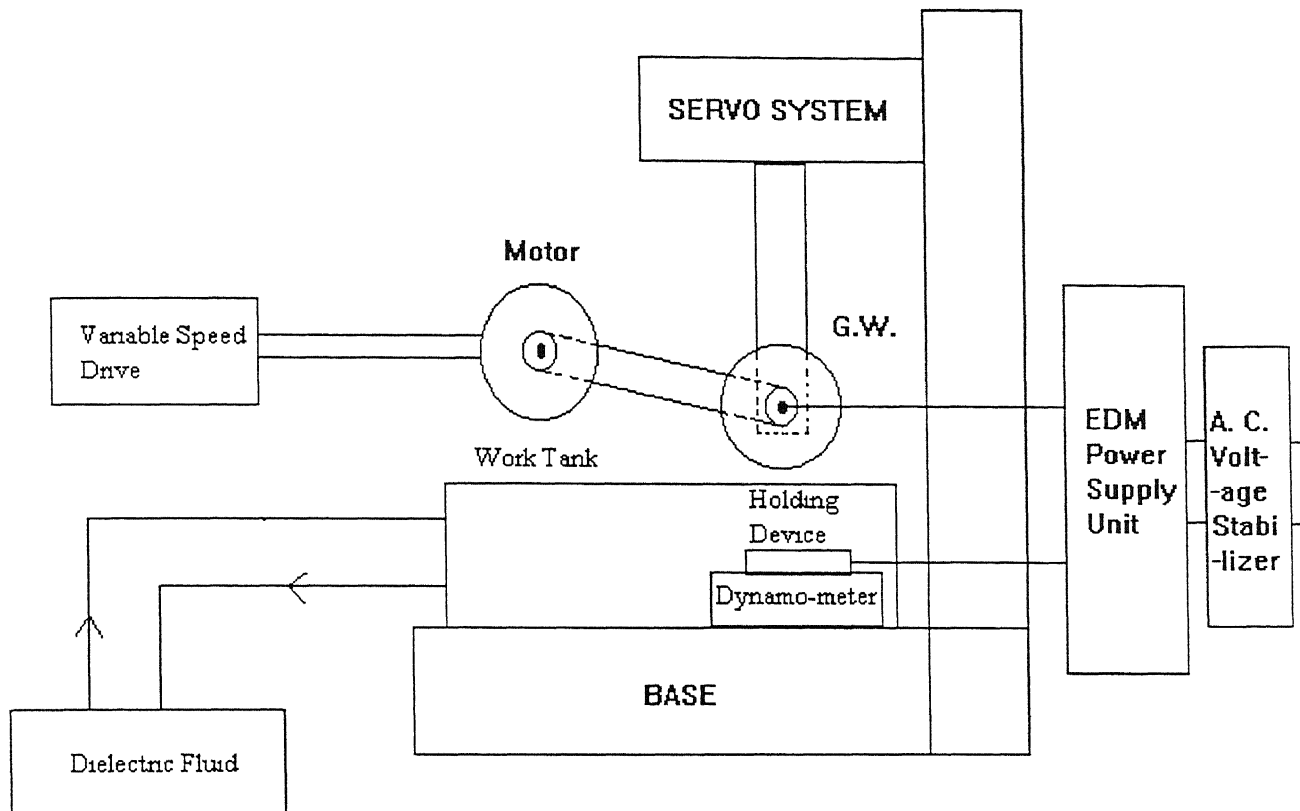 SERVO SYSTEM
Motor
Variable Speed
Drive
G.W.
Work Tank
EDM
Power
Supply
Unit
A. C.
Volt-
-age
Stabi
-lizer
Holding
Device
Dynamo-meter
BASE
Dielectric Fluid